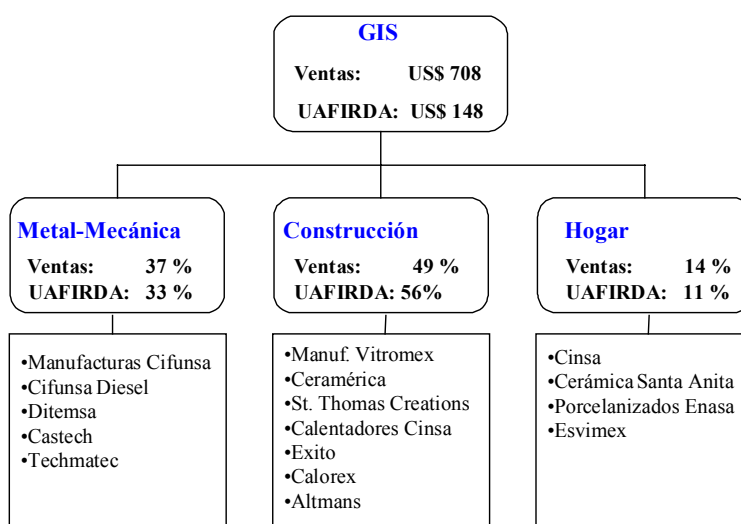 GIS
Ventas: US$ 708
UAFIRDA: US$ 148
Metal-Mecánica
Ventas: 37 %
UAFIRDA: 33 %
•Manufacturas Cifunsa
•Cifunsa Diesel
•Ditemsa
•Castech
•Techmatec
Construcción
Ventas: 49 %
UAFIRDA: 56%
•Manuf. Vitromex
•Ceramérica
•St. Thomas Creations
•Calentadores Cinsa
•Exito
•Calorex
•Altmans
Hogar
Ventas: 14 %
UAFIRDA: 11 %
•Cinsa
•Cerámica Santa Anita
•Porcelanizados Enasa
•Esvimex